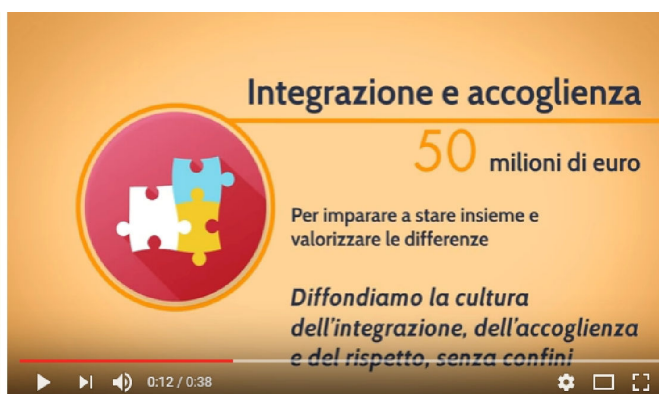 Integrazione e accoglienza
50 milioni di euro
Per imparare a stare insieme e
valorizzare le differenze
Diffondiamo la cultura
dell'integrazione, dell'accoglienza
e del rispetto, senza confini
0:12 / 0:38